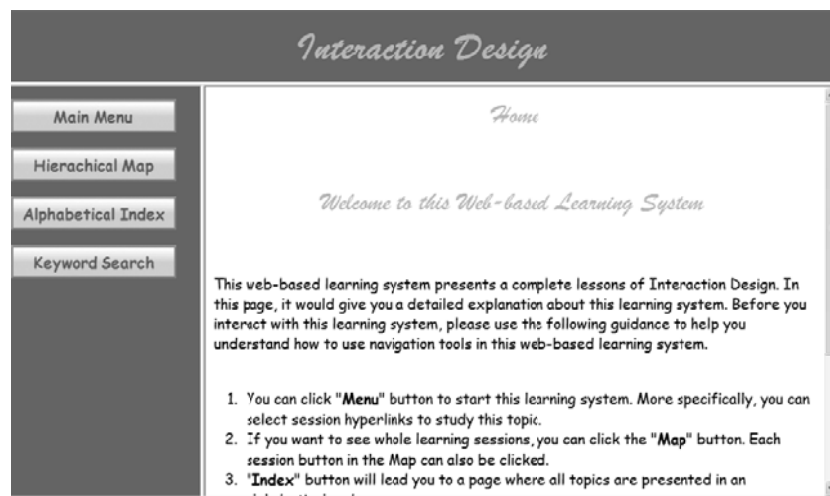 Interaction Design
Main Menu
Hierachical Map
Alphabetical Index
Keyword Search
Home
Welcome to this Web-based Learning System
This web-based learning system presents a complete lessons of Interaction Design. In
this page, it would give you a detailed explanation about this learning system. Before you
interact with this learning system, please use the following guidance to help you
understand how to use navigation tools in this web-based learning system.
1. You can click "Menu" button to start this learning system. More specifically, you can
select session hyperlinks to study this topic.
2. If you want to see whole learning sessions, you can click the "Map" button. Each
session button in the Map can also be clicked.
3. "Index" button will lead you to a page where all topics are presented in an